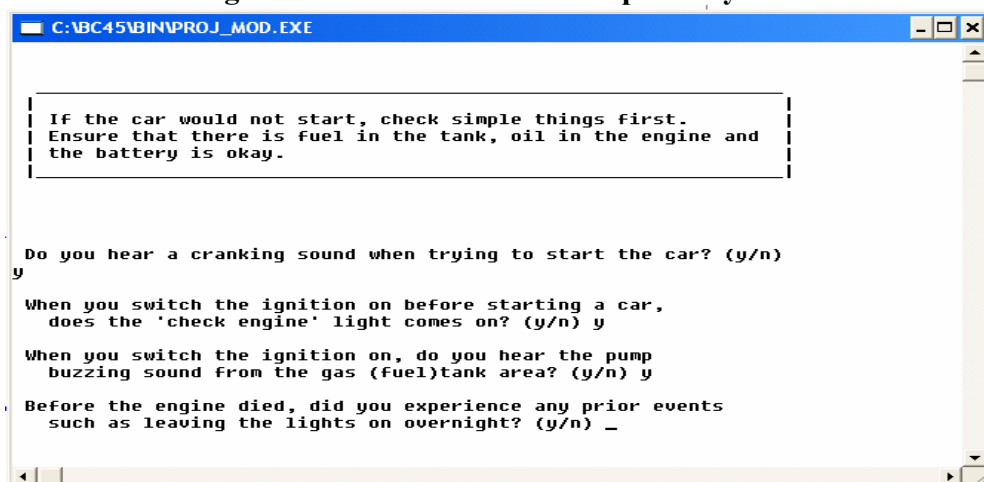 C:\BC45\BIN\PROJ_MOD.EXE
If the car would not start, check simple things first.
Ensure that there is fuel in the tank, oil in the engine and
the battery is okay.
Do you hear a cranking sound when trying to start the car? (y/n)
y
When you switch the ignition on before starting a car,
does the 'check engine' light comes on? (y/n) y
When you switch the ignition on, do you hear the pump
buzzing sound from the gas (fuel)tank area? (y/n) y
Before the engine died, did you experience any prior events
such as leaving the lights on overnight? (y/n) _